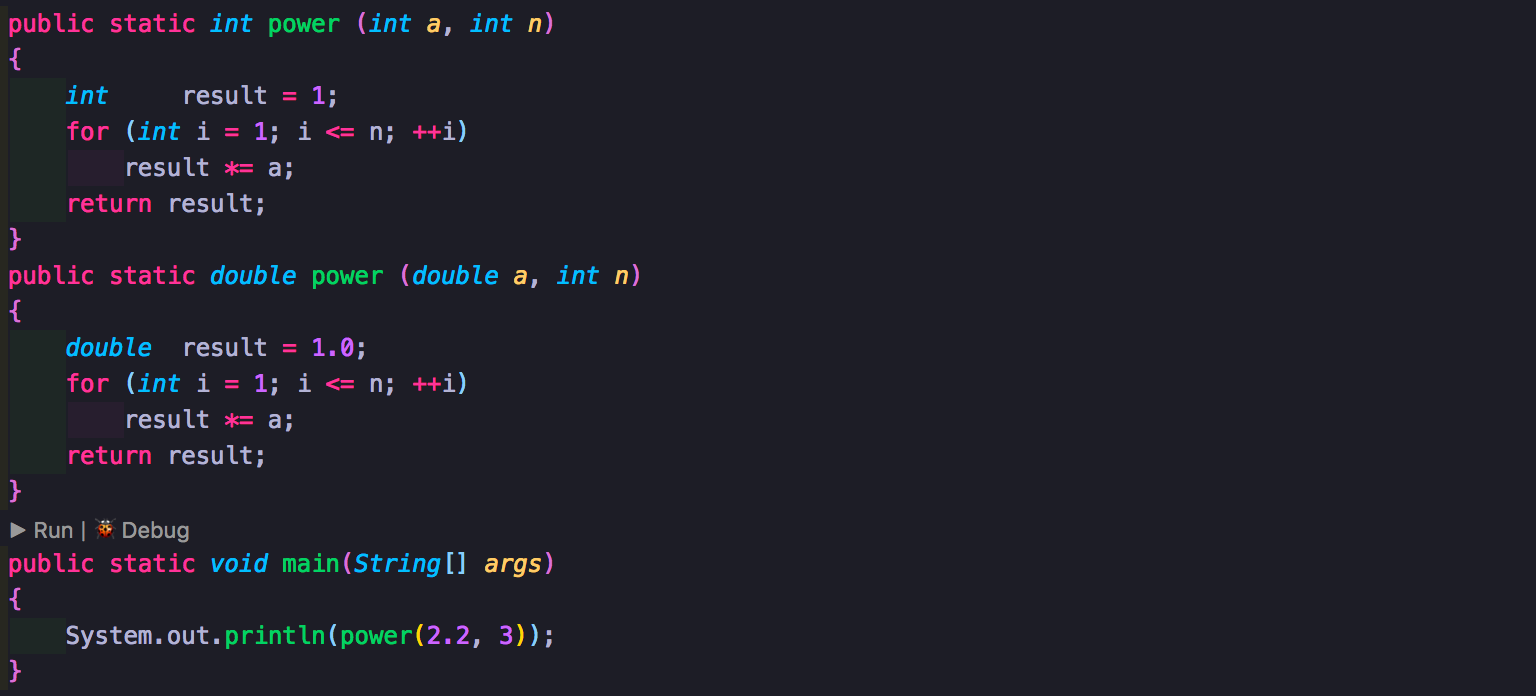 public static int power (int a, int n)
{
    int     result = 1;
    for (int i = 1; i <= n; ++i)
        result *= a;
    return result;
}
public static double power (double a, int n)
{
    double  result = 1.0;
    for (int i = 1; i <= n; ++i)
        result *= a;
    return result;
}
▶ Run | 🐞 Debug
public static void main(String[] args)
{
    System.out.println(power(2.2, 3));
}